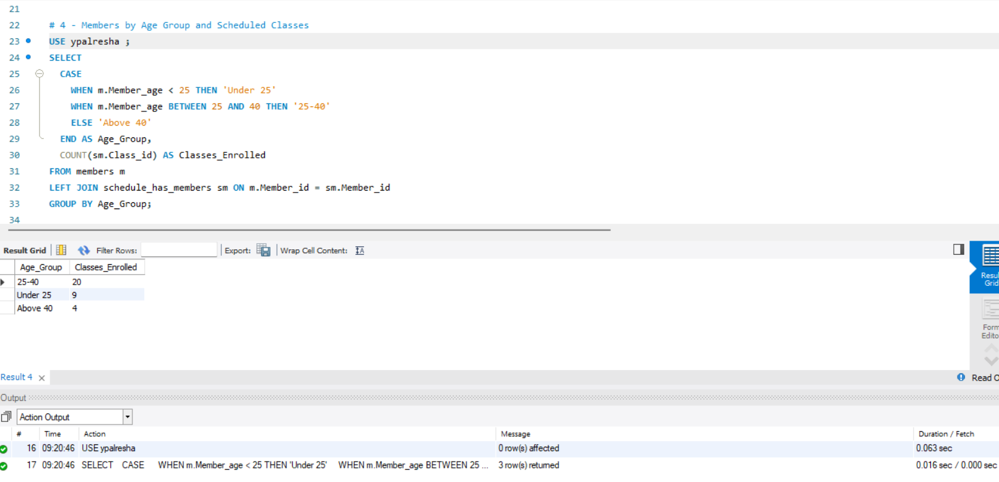 21
22 # 4 - Members by Age Group and Scheduled Classes
23 USE ypalresha ;
24 SELECT
25 CASE
26 WHEN m.Member_age < 25 THEN 'Under 25'
27 WHEN m.Member_age BETWEEN 25 AND 40 THEN '25-40'
28 ELSE 'Above 40'
29 END AS Age_Group,
30 COUNT(sm.Class_id) AS Classes_Enrolled
31 FROM members m
32 LEFT JOIN schedule_has_members sm ON m.Member_id = sm.Member_id
33 GROUP BY Age_Group;
34
Result Grid Filter Rows: Export: Wrap Cell Content: IA
Age_Group Classes_Enrolled
25-40 20
Under 25 9
Above 40 4
Resul
Grid
Form
Edito
Result 4 Read O
Output
Action Output
# Time Action Message Duration / Fetch
16 09:20:46 USE ypalresha 0 row(s) affected 0.063 sec
17 09:20:46 SELECT CASE WHEN m.Member_age < 25 THEN 'Under 25' WHEN m.Member_age BETWEEN 25 ... 3 row(s) returned 0.016 sec / 0.000 sec